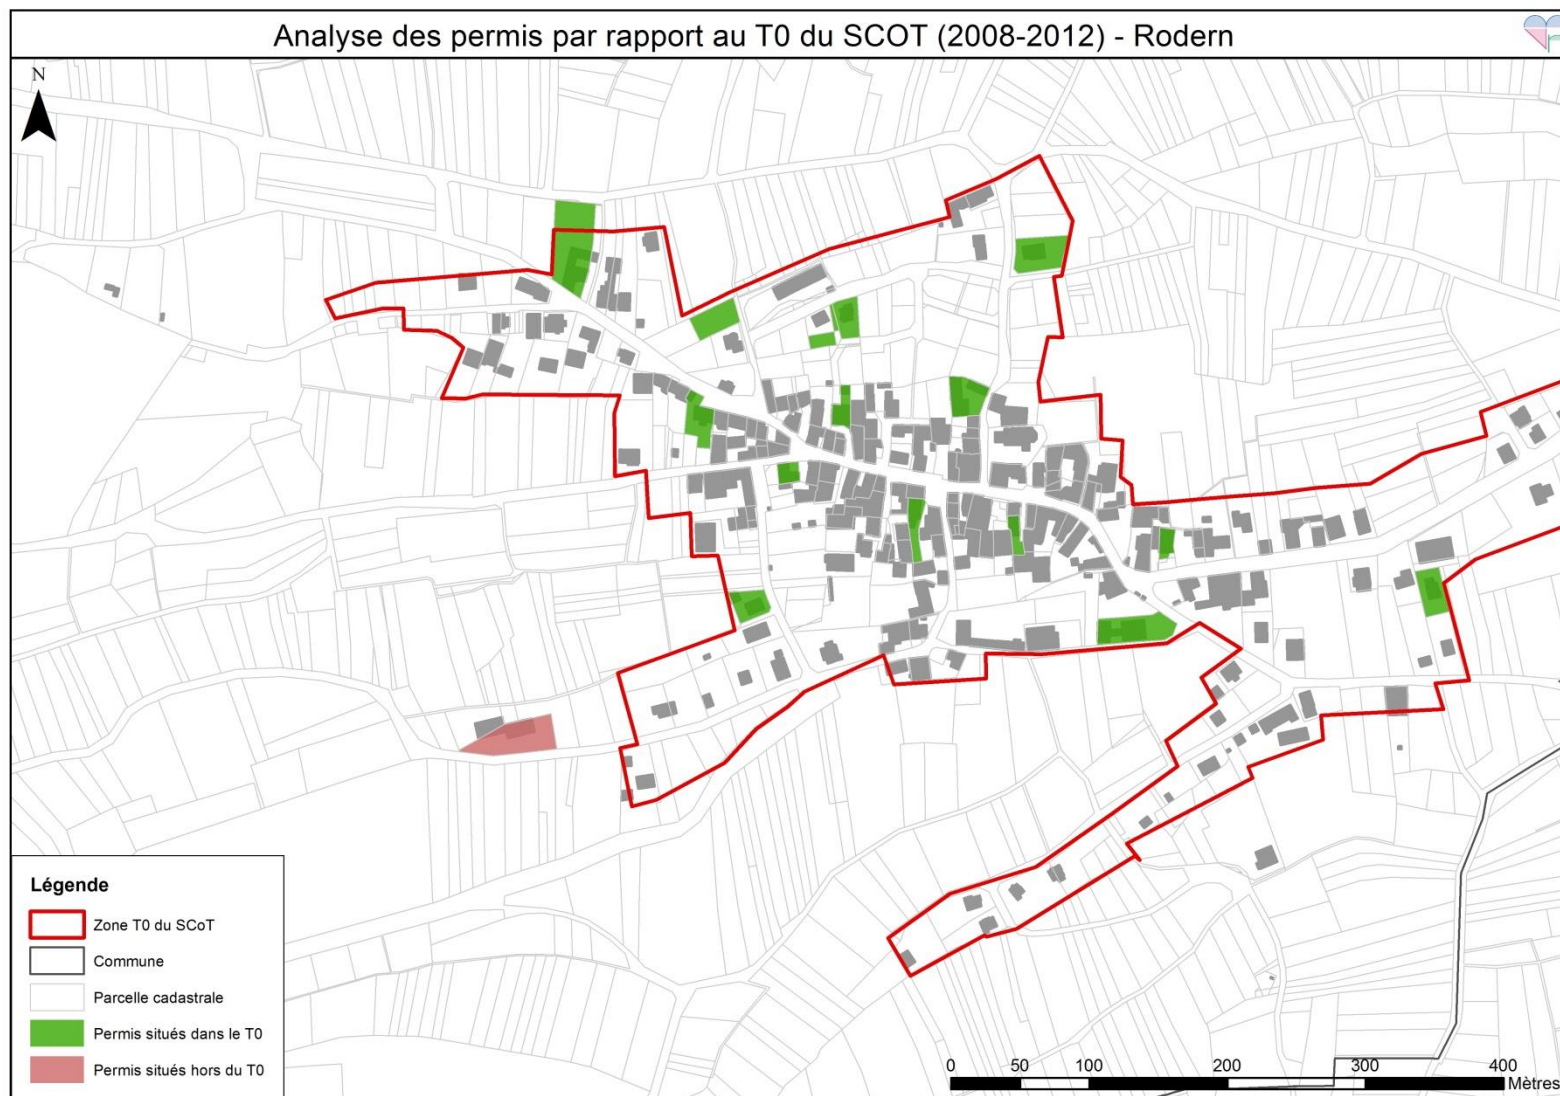 Analyse des permis par rapport au T0 du SCOT (2008-2012) - Rodern
N
Légende
Zone T0 du SCoT
Commune
Parcelle cadastrale
Permis situés dans le T0
Permis situés hors du T0
0 50 100 200 300 400
Mètres